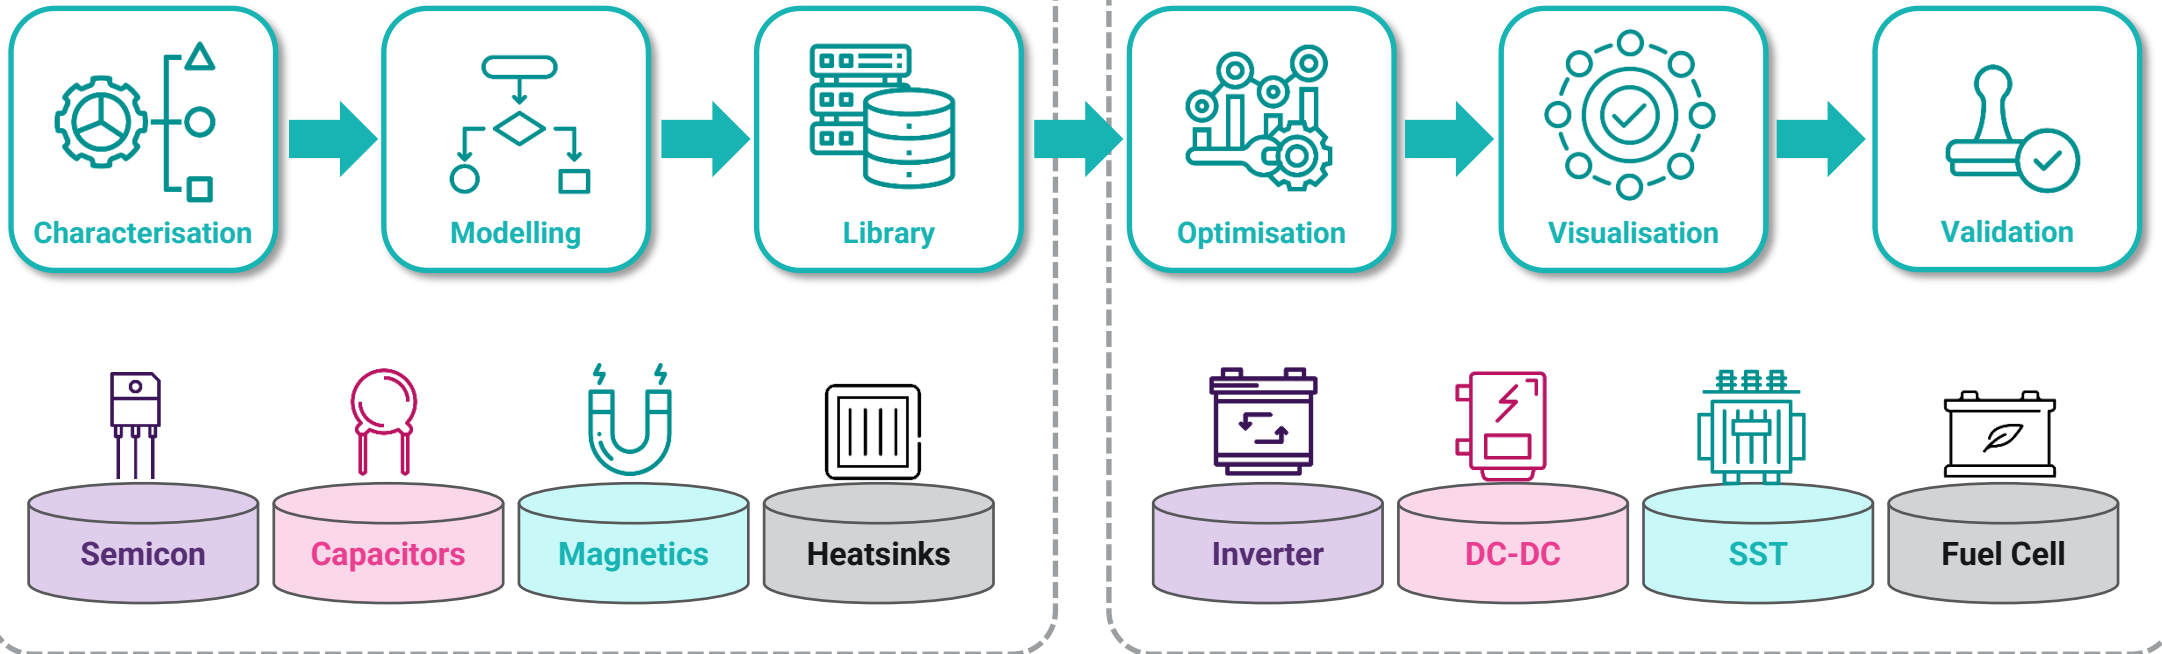 Characterisation
Modelling
Library
Optimisation
Visualisation
Validation
Semicon
Capacitors
Magnetics
Heatsinks
Inverter
DC-DC
SST
Fuel Cell